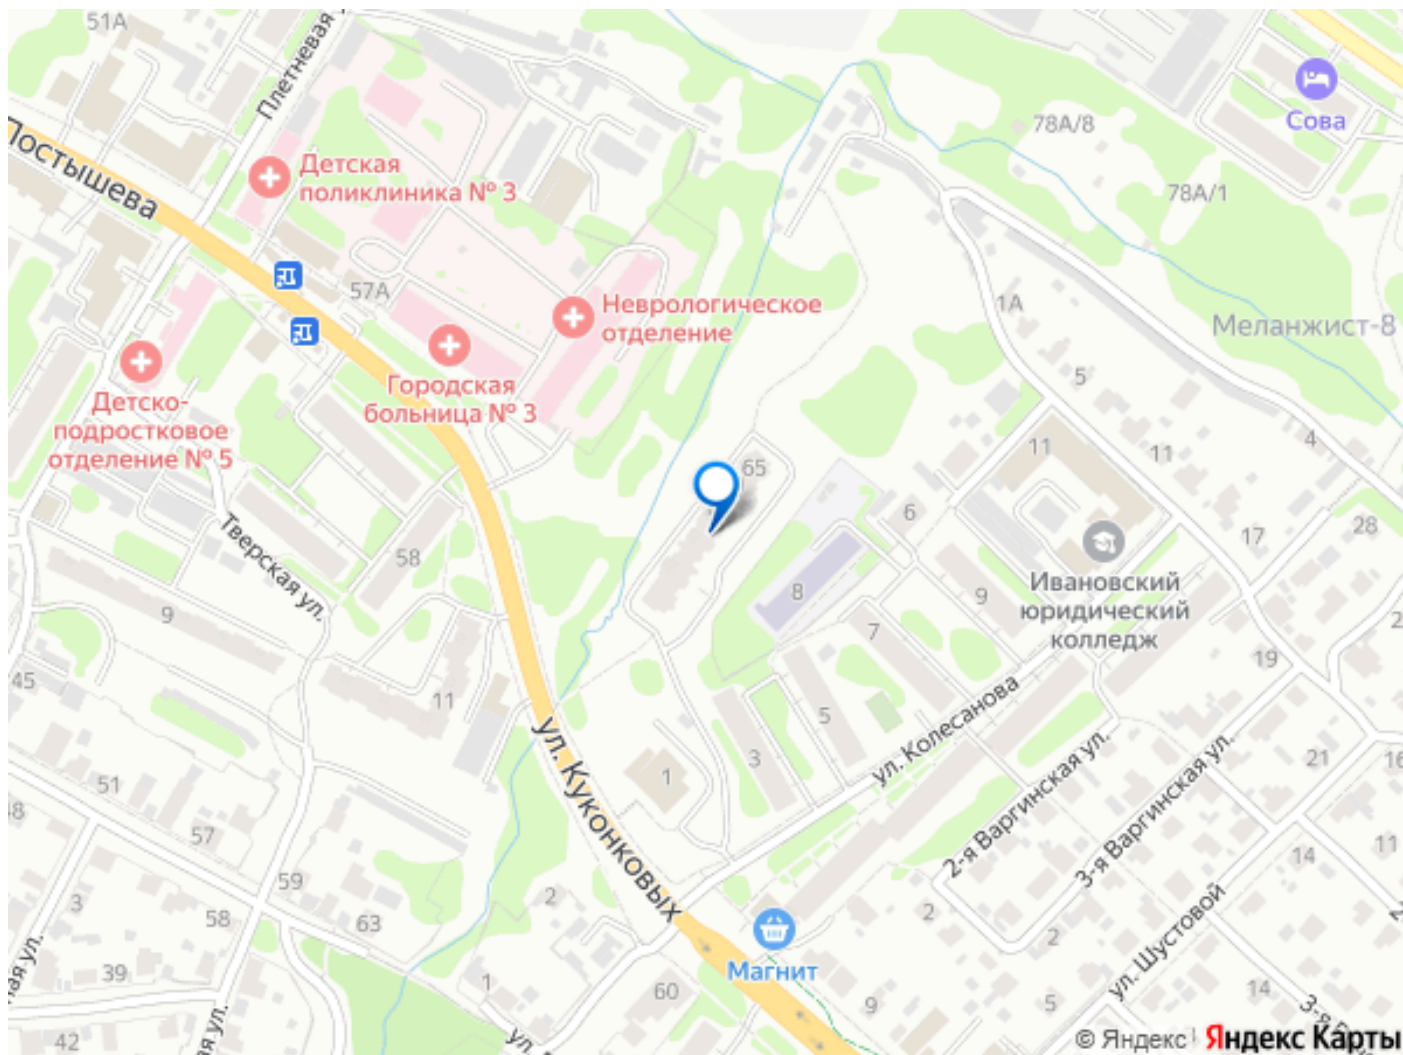 51А
Плетневая
Постышева
Сова
78А/8
78А/1
Детская
поликлиника № 3
57А
1А
Неврологическое
отделение
Меланжист-8
Городская
больница № 3
5
Детско-
подростковое
отделение № 5
11
11
4
65
6
17
28
Тверская ул.
58
8
9
Ивановский
юридический
колледж
9
7
19
45
11
5
ул. Колесанова
3
1
21
16
51
57
ул. Куконковых
2-я Варгинская ул.
3-я Варгинская ул.
14
11
59
3
58
63
2
2
2
ул. Шустовой
Магнит
39
1
60
9
5
14
42
© Яндекс
Яндекс Карты